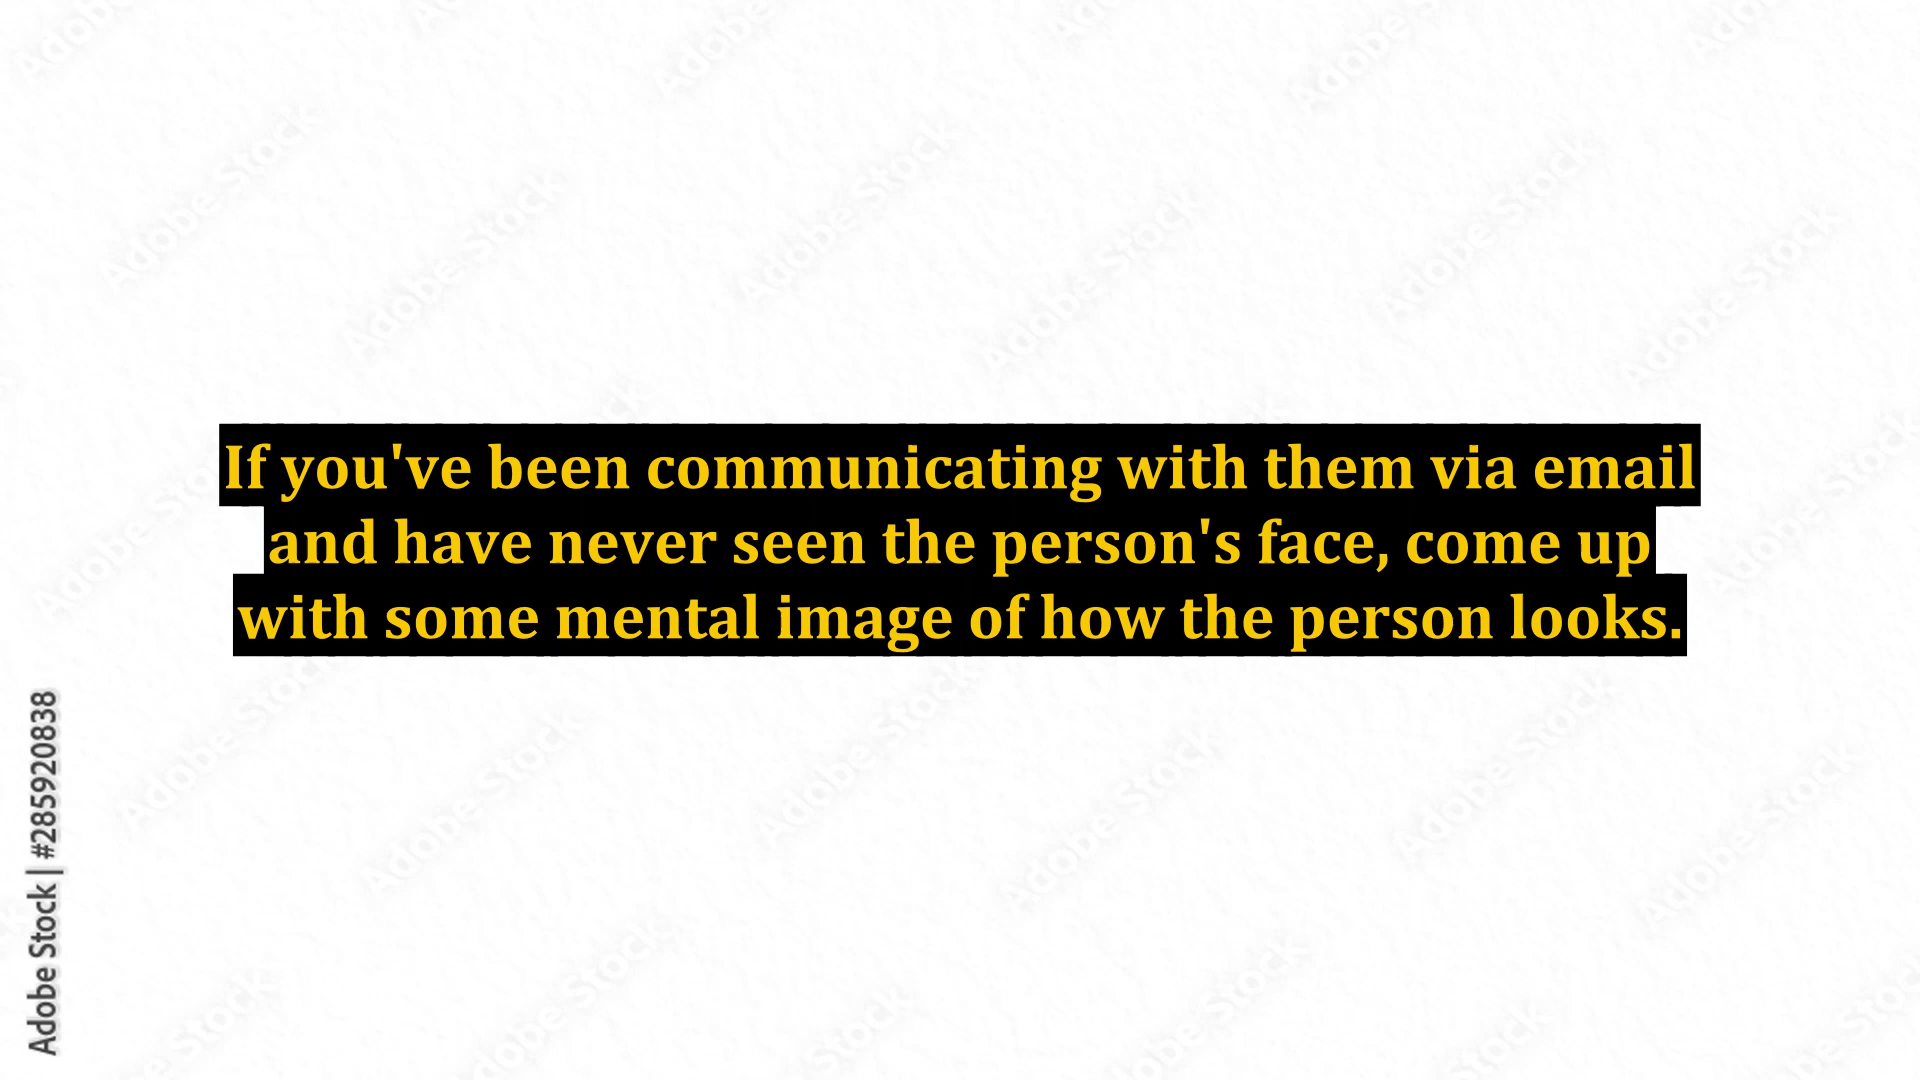 If you've been communicating with them via email
and have never seen the person's face, come up
with some mental image of how the person looks.
Adobe Stock | #285920838